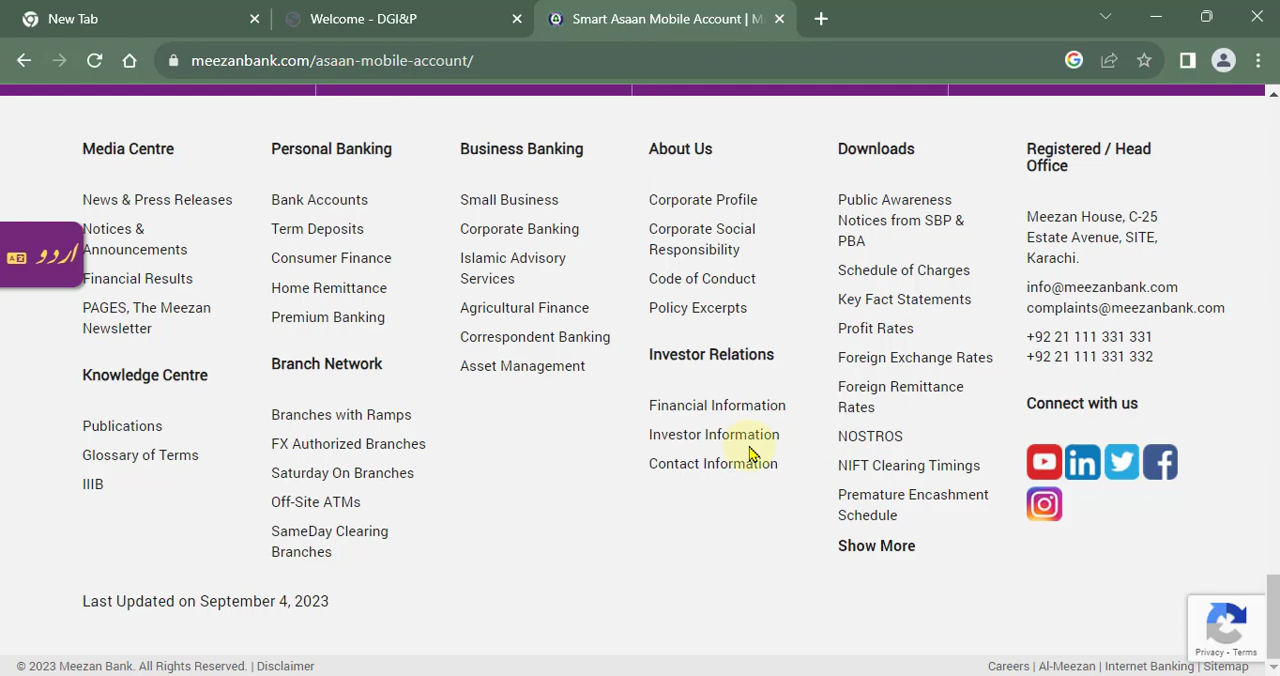 New Tab
Welcome - DGI&P
Smart Asaan Mobile Account | M
meezanbank.com/asaan-mobile-account/
Media Centre
News & Press Releases
Notices &
Announcements
Financial Results
PAGES, The Meezan
Newsletter
Knowledge Centre
Publications
Glossary of Terms
IIIB
Personal Banking
Bank Accounts
Term Deposits
Consumer Finance
Home Remittance
Premium Banking
Branch Network
Branches with Ramps
FX Authorized Branches
Saturday On Branches
Off-Site ATMs
SameDay Clearing
Branches
Business Banking
Small Business
Corporate Banking
Islamic Advisory
Services
Agricultural Finance
Correspondent Banking
Asset Management
About Us
Corporate Profile
Corporate Social
Responsibility
Code of Conduct
Policy Excerpts
Investor Relations
Financial Information
Investor Information
Contact Information
Downloads
Public Awareness
Notices from SBP &
PBA
Schedule of Charges
Key Fact Statements
Profit Rates
Foreign Exchange Rates
Foreign Remittance
Rates
NOSTROS
NIFT Clearing Timings
Premature Encashment
Schedule
Show More
Registered / Head
Office
Meezan House, C-25
Estate Avenue, SITE,
Karachi.
info@meezanbank.com
complaints@meezanbank.com
+92 21 111 331 331
+92 21 111 331 332
Connect with us
اردو
Last Updated on September 4, 2023
Privacy - Terms
© 2023 Meezan Bank. All Rights Reserved. | Disclaimer
Careers | Al-Meezan | Internet Banking | Sitemap